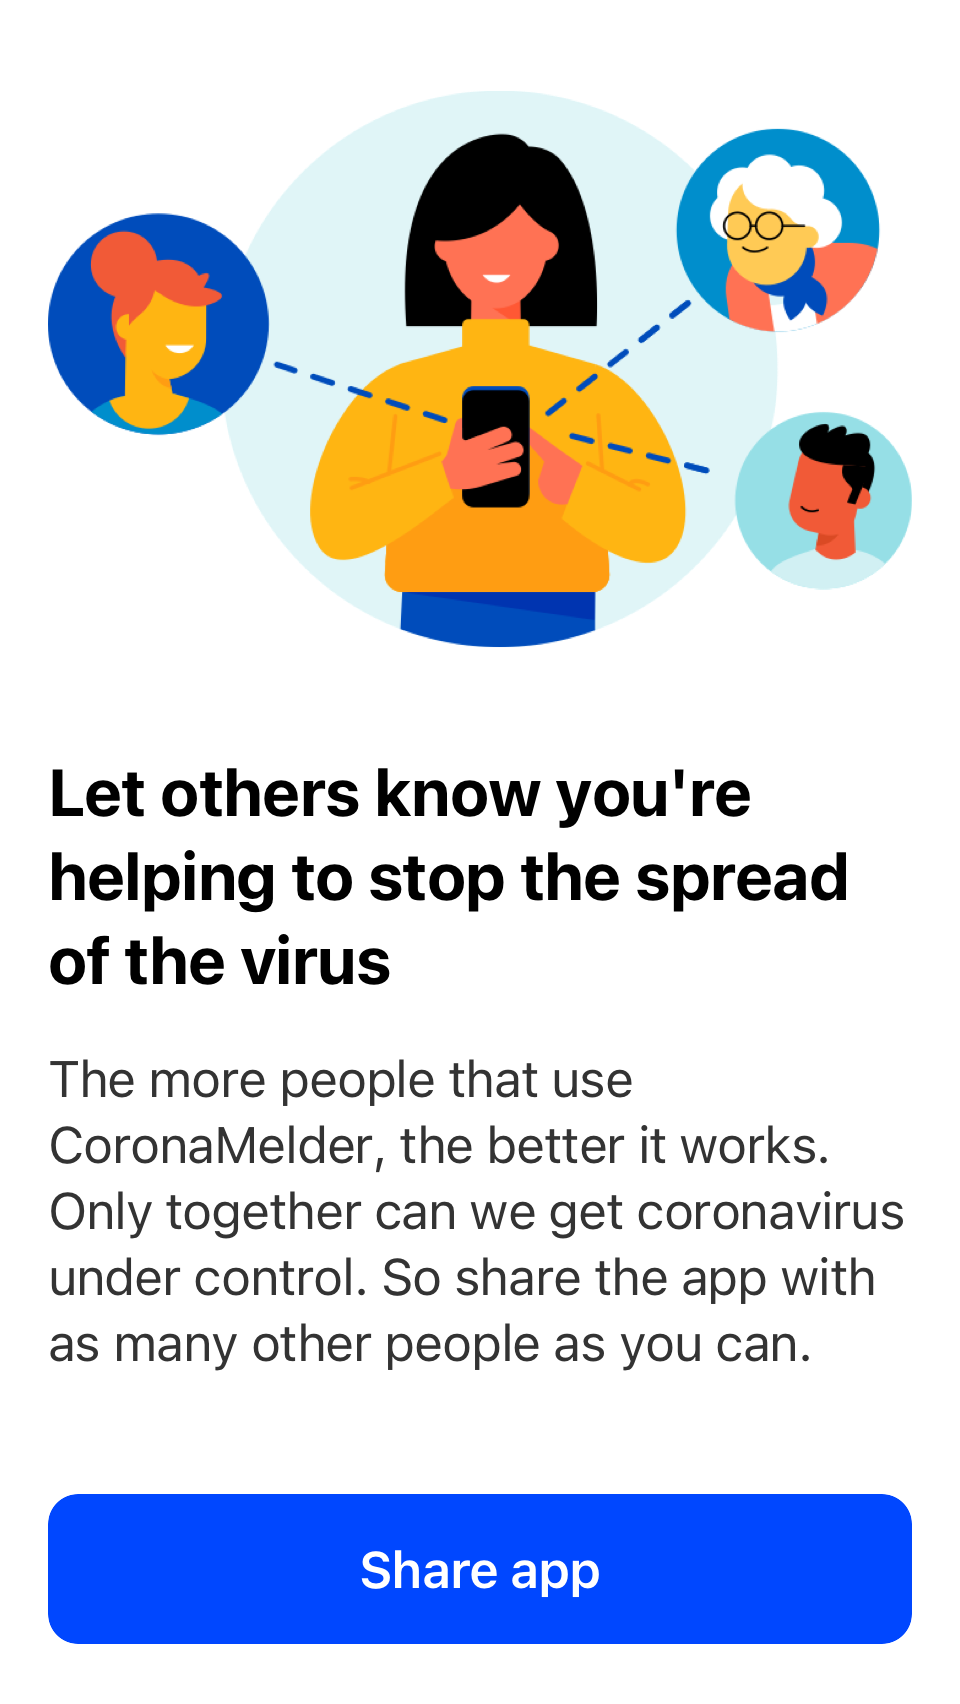 Let others know you're
helping to stop the spread
of the virus
The more people that use
CoronaMelder, the better it works.
Only together can we get coronavirus
under control. So share the app with
as many other people as you can.
Share app